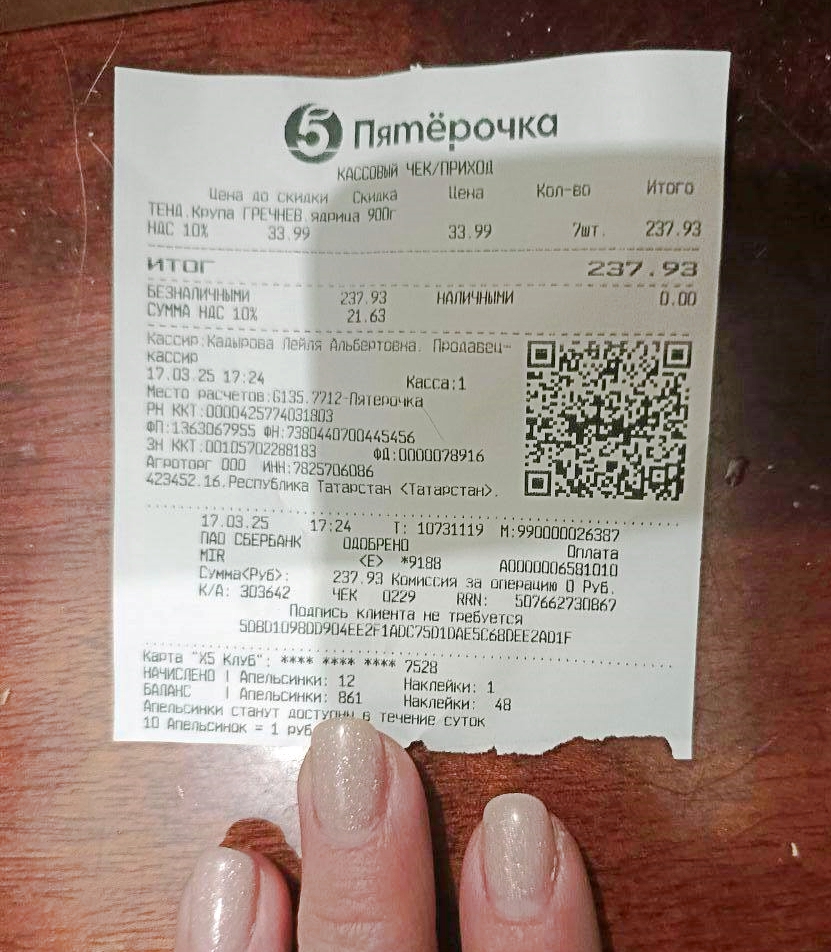 5 Пятёрочка
КАССОВЫЙ ЧЕК/ПРИХОД
Цена до скидки Скидка Цена Кол-во Итого
ТЕНД.Крупа ГРЕЧНЕВ.ядрица 900г
НДС 10% 33.99 33.99 7шт. 237.93
ИТОГ 237.93
БЕЗНАЛИЧНЫМИ 237.93 НАЛИЧНЫМИ 0.00
СУММА НДС 10% 21.63
Кассир:Кадырова Лейля Альбертовна. Продавец-
кассир
17.03.25 17:24 Касса:1
Место расчетов:G135.7712-Пятерочка
РН ККТ:0000425774031803
ФП:1363067955 ФН:7380440700445456
ЗН ККТ:00105702288183 ФД:0000078916
Агроторг ООО ИНН:7825706086
423452.16.Республика Татарстан <Татарстан>.
17.03.25 17:24 Т: 10731119 М:990000026387
ПАО СБЕРБАНК ОДОБРЕНО Оплата
MIR <E> *9188 A0000006581010
Сумма<Руб>: 237.93 Комиссия за операцию 0 Руб.
К/А: 303642 ЧЕК 0229 RRN: 507662730867
Подпись клиента не требуется
5DBD1D98DD904EE2F1ADC75D1DAE5C68DEE2AD1F
Карта "X5 Клуб": **** **** **** 7528
НАЧИСЛЕНО | Апельсинки: 12 Наклейки: 1
БАЛАНС | Апельсинки: 861 Наклейки: 48
Апельсинки станут доступны в течение суток
10 Апельсинок = 1 руб